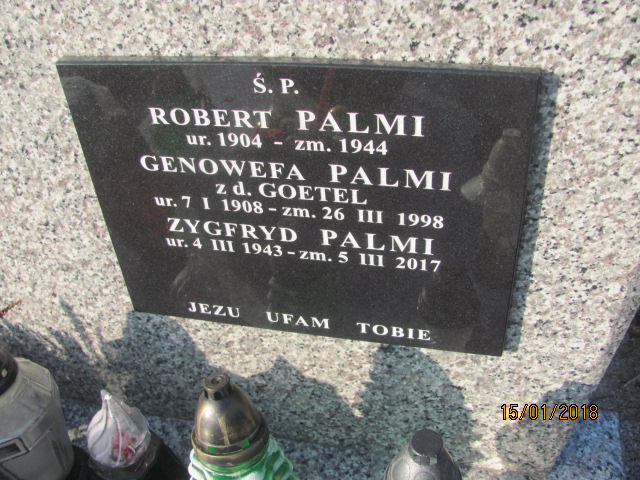 Ś. P.
ROBERT PALMI
ur. 1904 - zm. 1944
GENOWEFA PALMI
z d. GOETEL
ur. 7 I 1908 - zm. 26 III 1998
ZYGFRYD PALMI
ur. 4 III 1943 - zm. 5 III 2017
JEZU UFAM TOBIE
15/01/2018